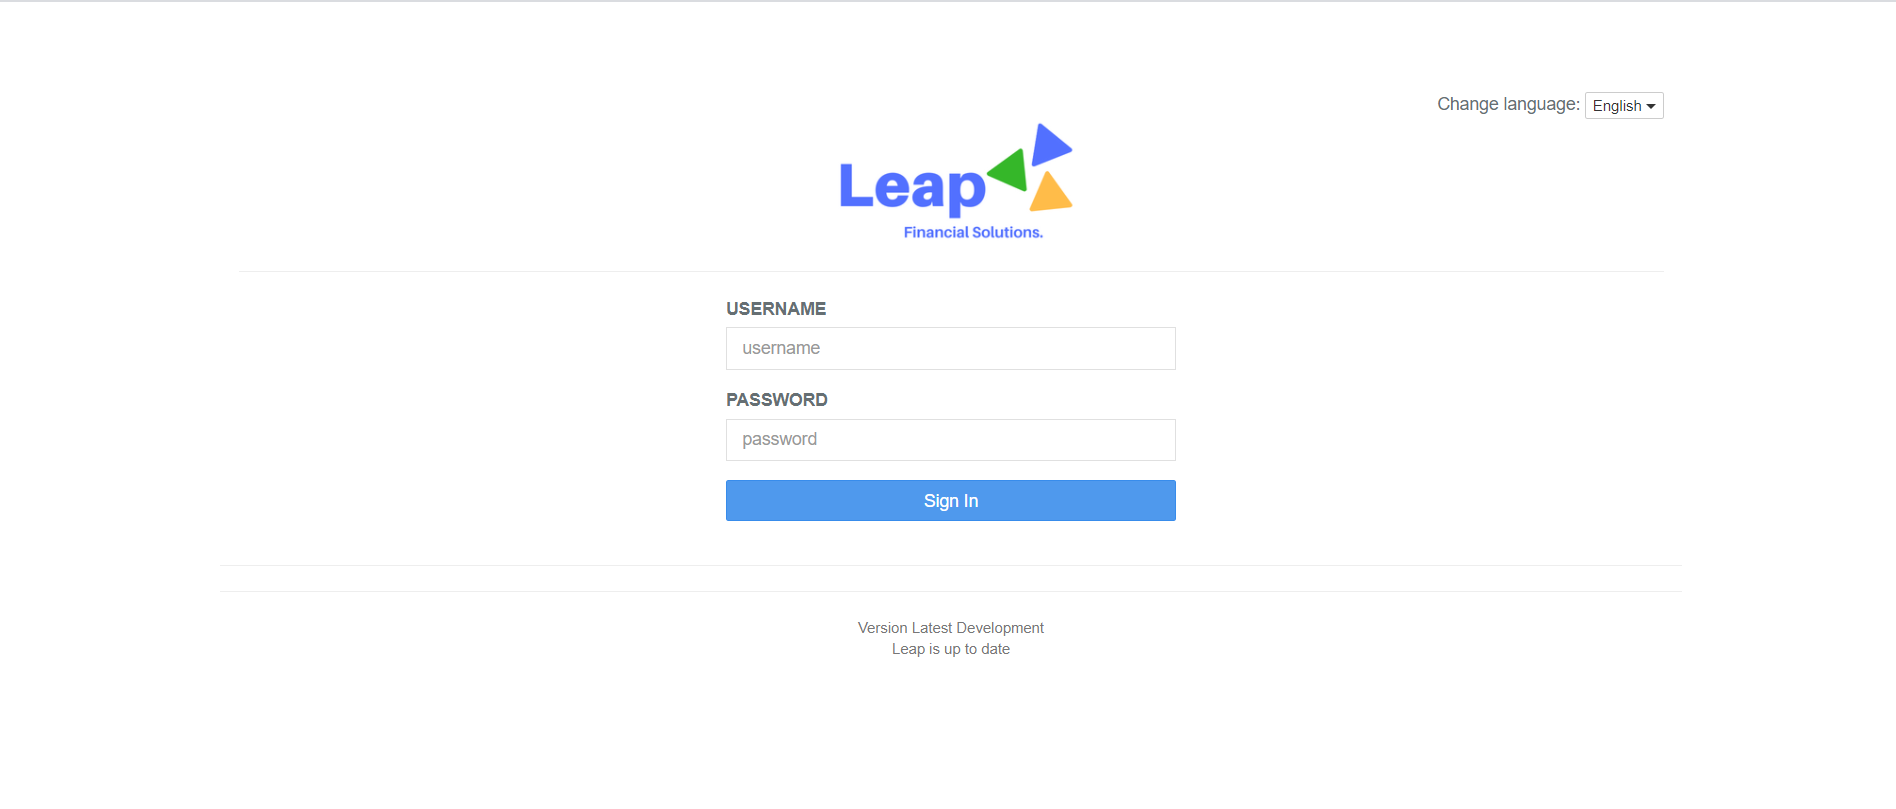 Change language: English
Leap
Financial Solutions.
USERNAME
username
PASSWORD
password
Sign In
Version Latest Development
Leap is up to date